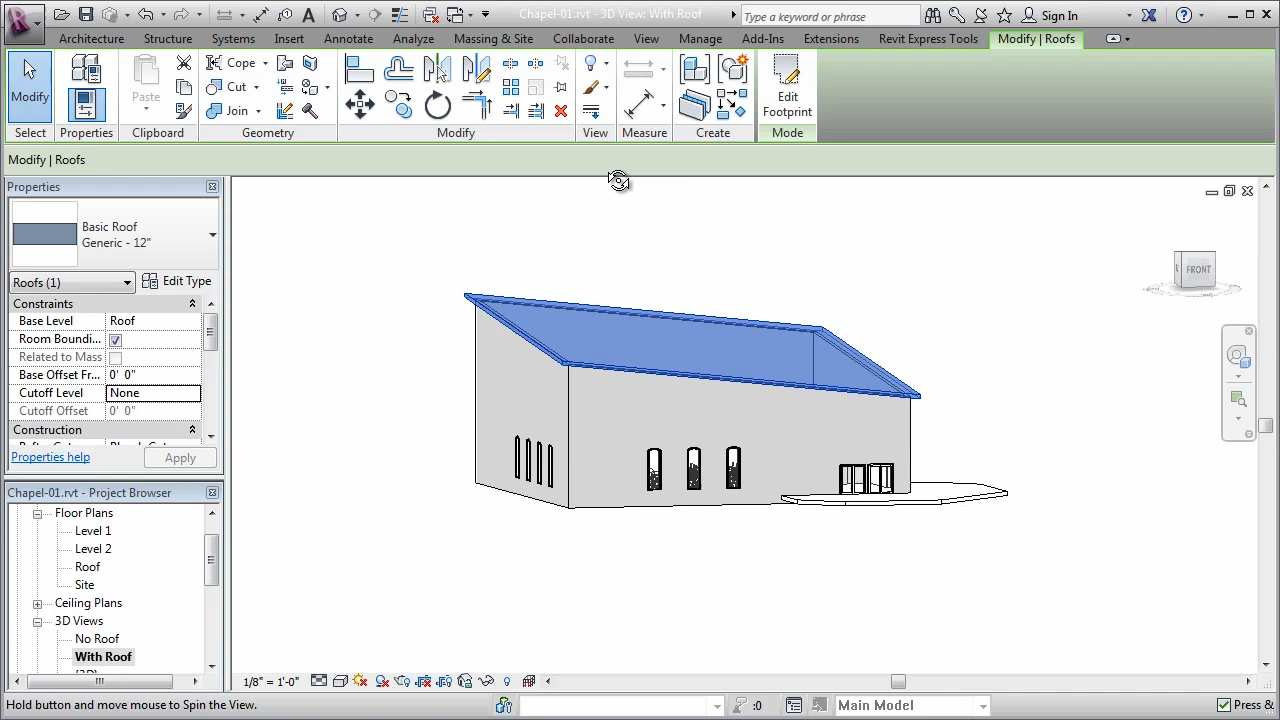 Chapel-01.rvt - 3D View: With Roof
Type a keyword or phrase
Sign In
Architecture Structure Systems Insert Annotate Analyze Massing & Site Collaborate View Manage Add-Ins Extensions Revit Express Tools Modify | Roofs
Modify
Paste
Cope
Cut
Join
Edit
Footprint
Select Properties Clipboard Geometry Modify View Measure Create Mode
Modify | Roofs
Properties
Basic Roof
Generic - 12"
Roofs (1)
Edit Type
Constraints
Base Level Roof
Room Boundi...
Related to Mass
Base Offset Fr... 0' 0"
Cutoff Level None
Cutoff Offset 0' 0"
Construction
Properties help
Apply
FRONT
Chapel-01.rvt - Project Browser
Floor Plans
Level 1
Level 2
Roof
Site
Ceiling Plans
3D Views
No Roof
With Roof
1/8" = 1'-0"
Hold button and move mouse to Spin the View.
:0
Main Model
Press &